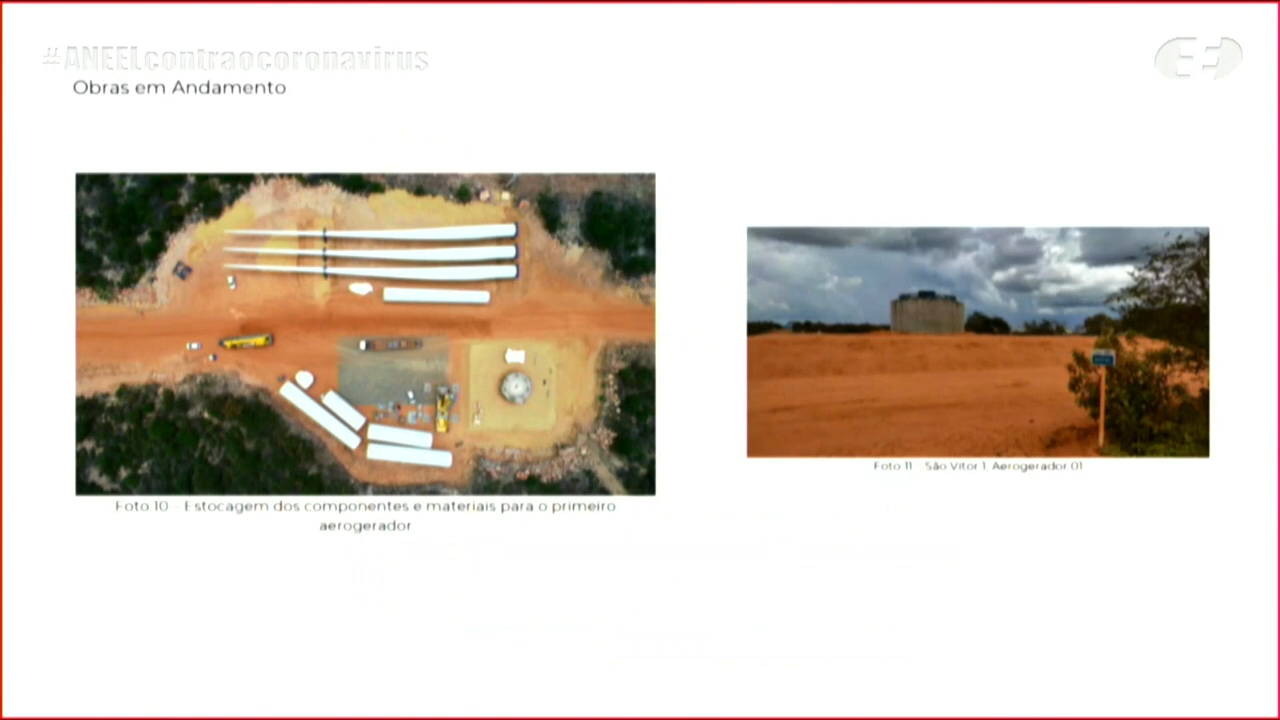 #ANEELcontraocoronavirus
Obras em Andamento
Foto 10 - Estocagem dos componentes e materiais para o primeiro
aerogerador
Foto 11 - São Vitor 1, Aerogerador 01